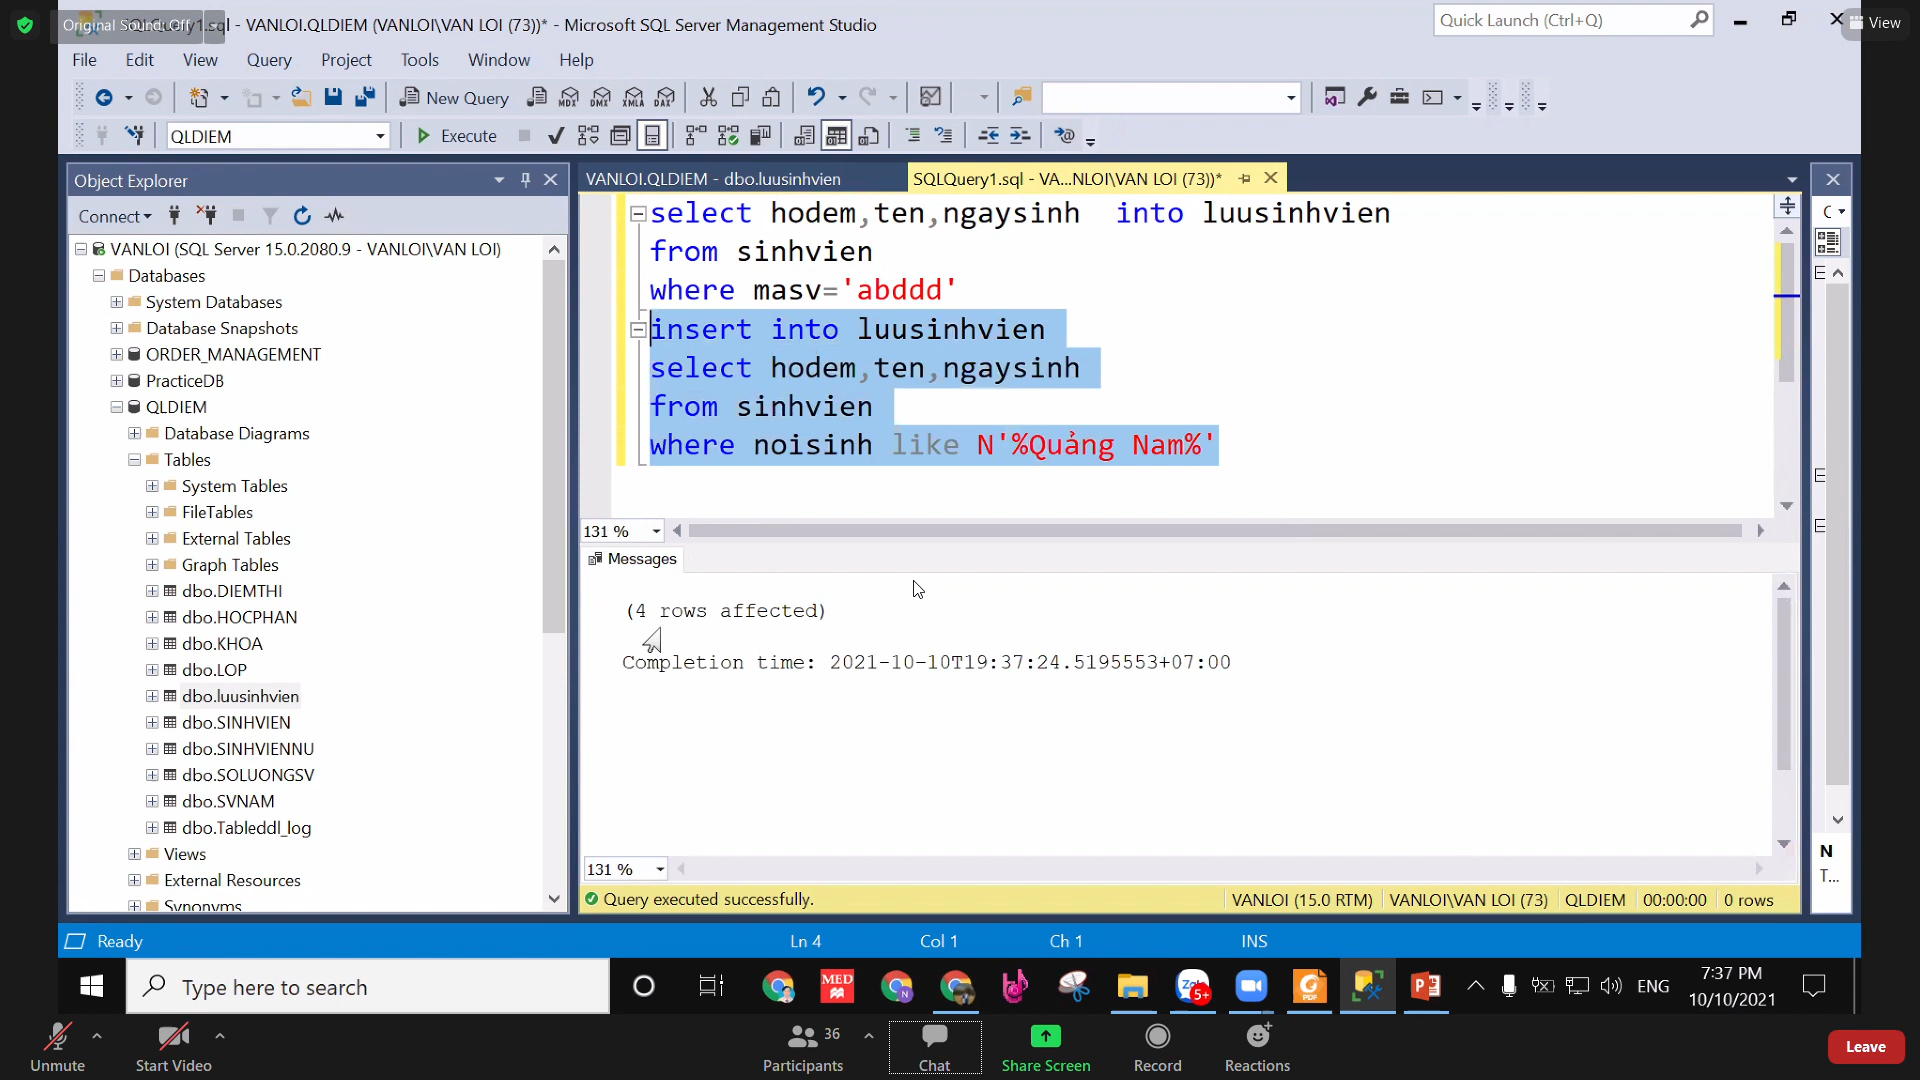 Original Sound: Off
- VANLOI.QLDIEM (VANLOI\VAN LOI (73))* - Microsoft SQL Server Management Studio
Quick Launch (Ctrl+Q)
View
File Edit View Query Project Tools Window Help
New Query
MDX DMX XMLA DAX
QLDIEM
Execute
Object Explorer
VANLOI.QLDIEM - dbo.luusinhvien
SQLQuery1.sql - VA...NLOI\VAN LOI (73))*
Connect
VANLOI (SQL Server 15.0.2080.9 - VANLOI\VAN LOI)
Databases
System Databases
Database Snapshots
ORDER_MANAGEMENT
PracticeDB
QLDIEM
Database Diagrams
Tables
System Tables
FileTables
External Tables
Graph Tables
dbo.DIEMTHI
dbo.HOCPHAN
dbo.KHOA
dbo.LOP
dbo.luusinhvien
dbo.SINHVIEN
dbo.SINHVIENNU
dbo.SOLUONGSV
dbo.SVNAM
dbo.Tableddl_log
Views
External Resources
Synonyms
select hodem,ten,ngaysinh  into luusinhvien
from sinhvien
where masv='abddd'
insert into luusinhvien
select hodem,ten,ngaysinh
from sinhvien
where noisinh like N'%Quảng Nam%'
131 %
Messages
(4 rows affected)
Completion time: 2021-10-10T19:37:24.5195553+07:00
131 %
Query executed successfully.
VANLOI (15.0 RTM) VANLOI\VAN LOI (73) QLDIEM 00:00:00 0 rows
C
N
T...
Ready
Ln 4
Col 1
Ch 1
INS
Type here to search
MED
5+
PDF
ENG
7:37 PM
10/10/2021
Unmute
Start Video
Participants
36
Chat
Share Screen
Record
Reactions
Leave